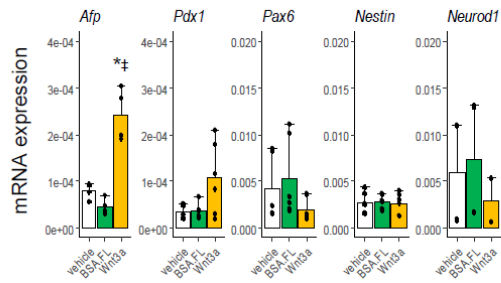 Afp Pdx1 Pax6 Nestin Neurod1
mRNA expression
4e-04 4e-04 0.020 0.020 0.020
*‡
3e-04 3e-04 0.015 0.015 0.015
2e-04 2e-04 0.010 0.010 0.010
1e-04 1e-04 0.005 0.005 0.005
0e+00 0e+00 0.000 0.000 0.000
vehicle BSA.FL Wnt3a vehicle BSA.FL Wnt3a vehicle BSA.FL Wnt3a vehicle BSA.FL Wnt3a vehicle BSA.FL Wnt3a